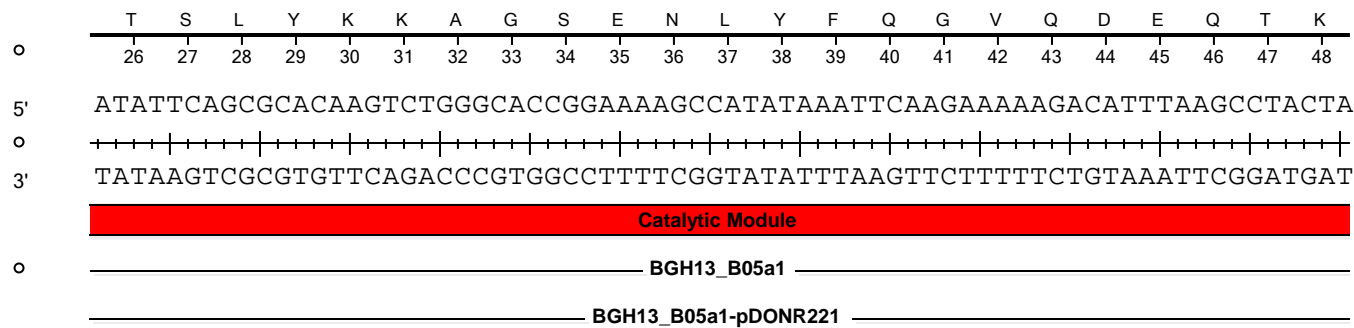 T S L Y K K A G S E N L Y F Q G V Q D E Q T K
26 27 28 29 30 31 32 33 34 35 36 37 38 39 40 41 42 43 44 45 46 47 48
5' ATATTCAGCGCACAAGTCTGGGCACCGGAAAAGCCATATAAATTCAAGAAAAAGACATTTAAGCCTACTA
3' TATAAGTCGCGTGTTCAGACCCGTGGCCTTTTCGGTATATTTAAGTTCTTTTTCTGTAAATTCGGATGAT
Catalytic Module
BGH13_B05a1
BGH13_B05a1-pDONR221